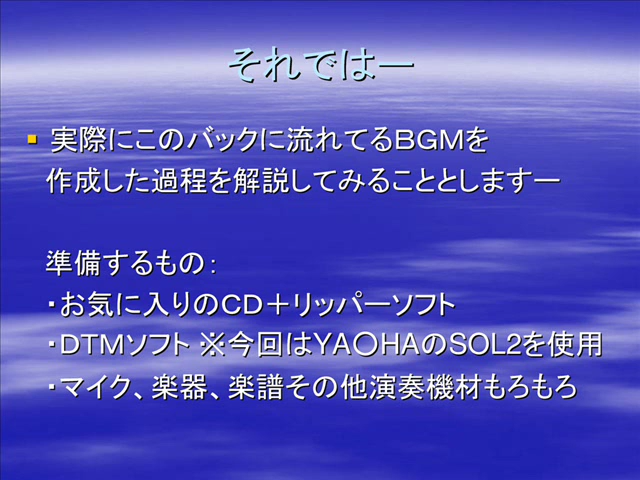 それではー
実際にこのバックに流れてるBGMを
作成した過程を解説してみることとしますー
準備するもの：
・お気に入りのCD＋リッパーソフト
・DTMソフト ※今回はYA〇HAのSOL2を使用
・マイク、楽器、楽譜その他演奏機材もろもろ